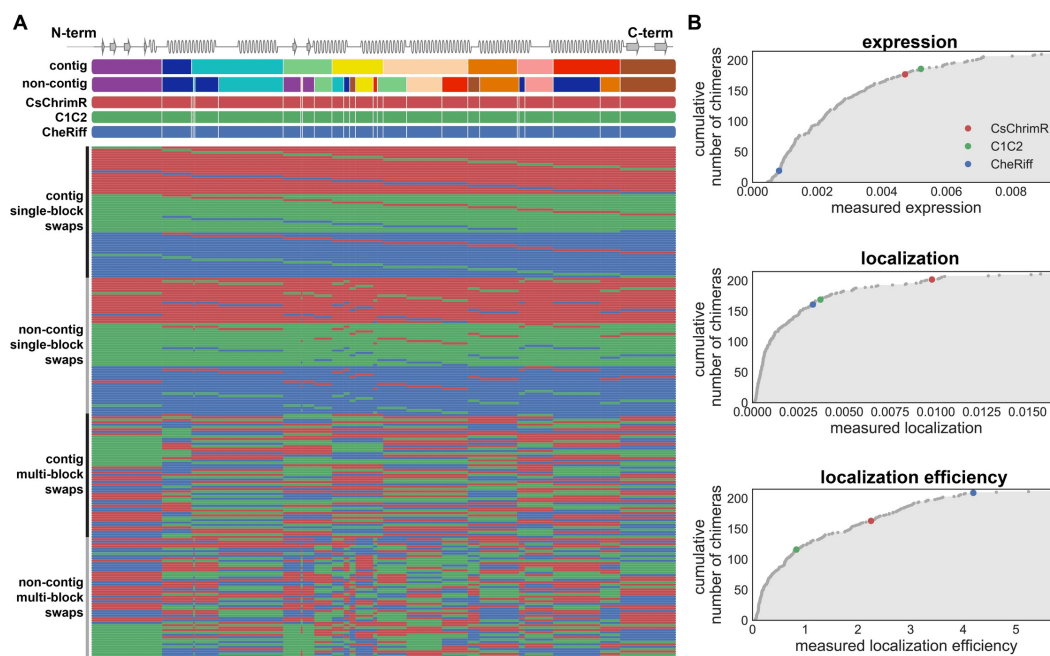 A
N-term
C-term
contig
non-contig
CsChrimR
C1C2
CheRiff
contig
single-block
swaps
non-contig
single-block
swaps
contig
multi-block
swaps
non-contig
multi-block
swaps
B
expression
cumulative
number of chimeras
200
150
100
50
0
CsChrimR
C1C2
CheRiff
0.000 0.002 0.004 0.006 0.008
measured expression
localization
cumulative
number of chimeras
200
150
100
50
0
0.0000 0.0025 0.0050 0.0075 0.0100 0.0125 0.0150
measured localization
localization efficiency
cumulative
number of chimeras
200
150
100
50
0
0 1 2 3 4 5
measured localization efficiency